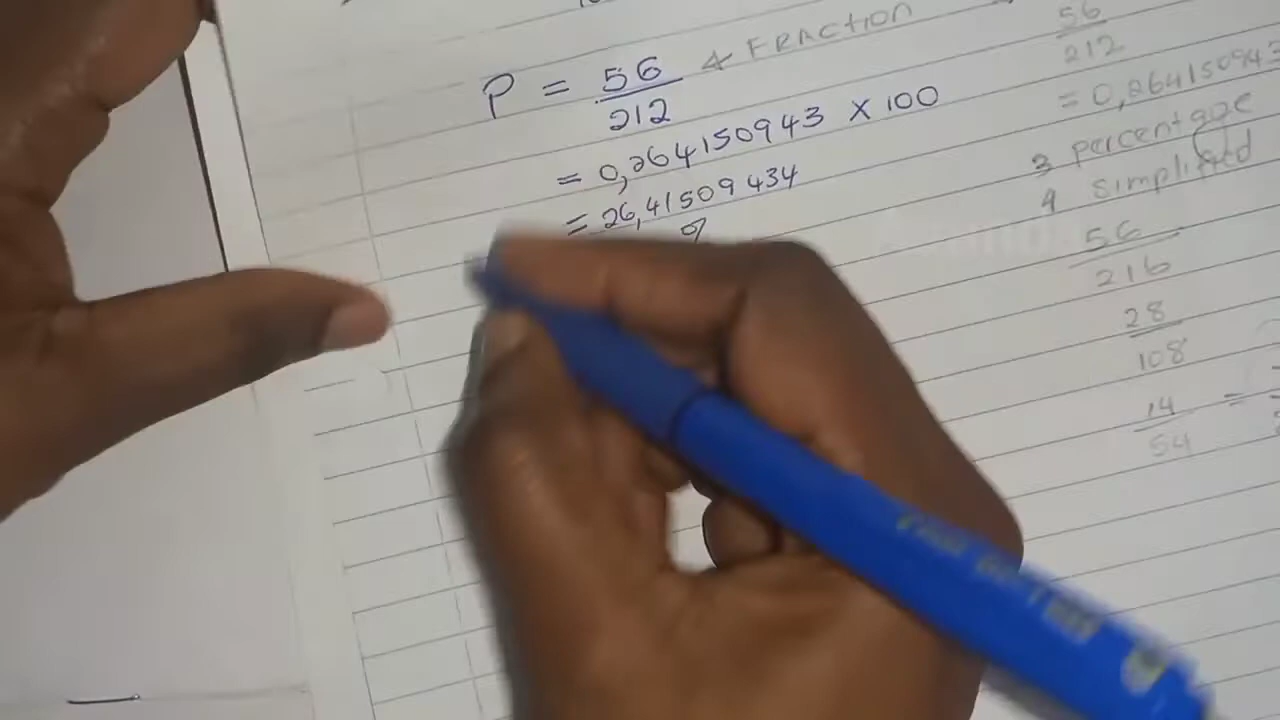 P = 56/212 FRACTION
= 0,264150943 X 100
= 26,41509434
56/212
= 0,264150943
3 percentage
4 simplified
56/216
28/108
14/54 =